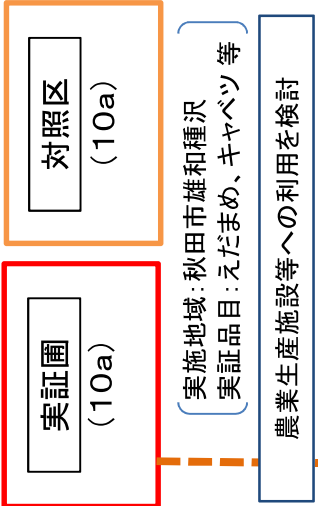 実証圃
(10a)
対照区
(10a)
実施地域:秋田市雄和種沢
実証品目:えだまめ、キャベツ 等
農業生産施設等への利用を検討